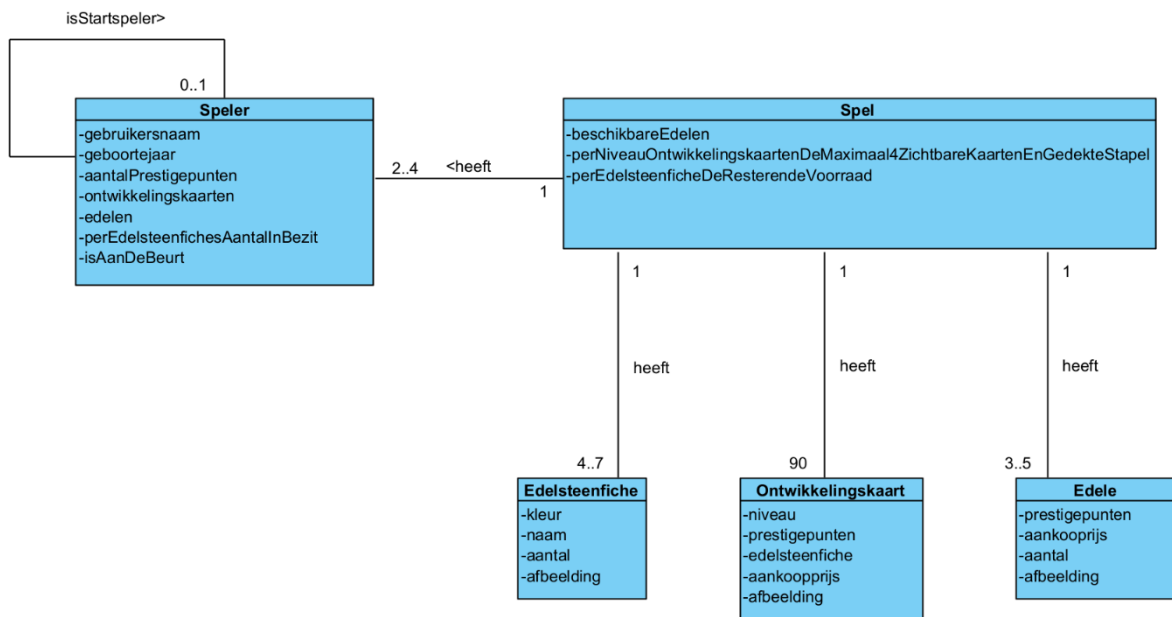 isStartspeler>
0..1
Speler
-gebruikersnaam
-geboortejaar
-aantalPrestigepunten
-ontwikkelingskaarten
-edelen
-perEdelsteenfichesAantalInBezit
-isAanDeBeurt
2..4
<heeft
1
Spel
-beschikbareEdelen
-perNiveauOntwikkelingskaartenDeMaximaal4ZichtbareKaartenEnGedekteStapel
-perEdelsteenficheDeResterendeVoorraad
1
1
1
heeft
heeft
heeft
4..7
90
3..5
Edelsteenfiche
-kleur
-naam
-aantal
-afbeelding
Ontwikkelingskaart
-niveau
-prestigepunten
-edelsteenfiche
-aankoopprijs
-afbeelding
Edele
-prestigepunten
-aankooprijs
-aantal
-afbeelding